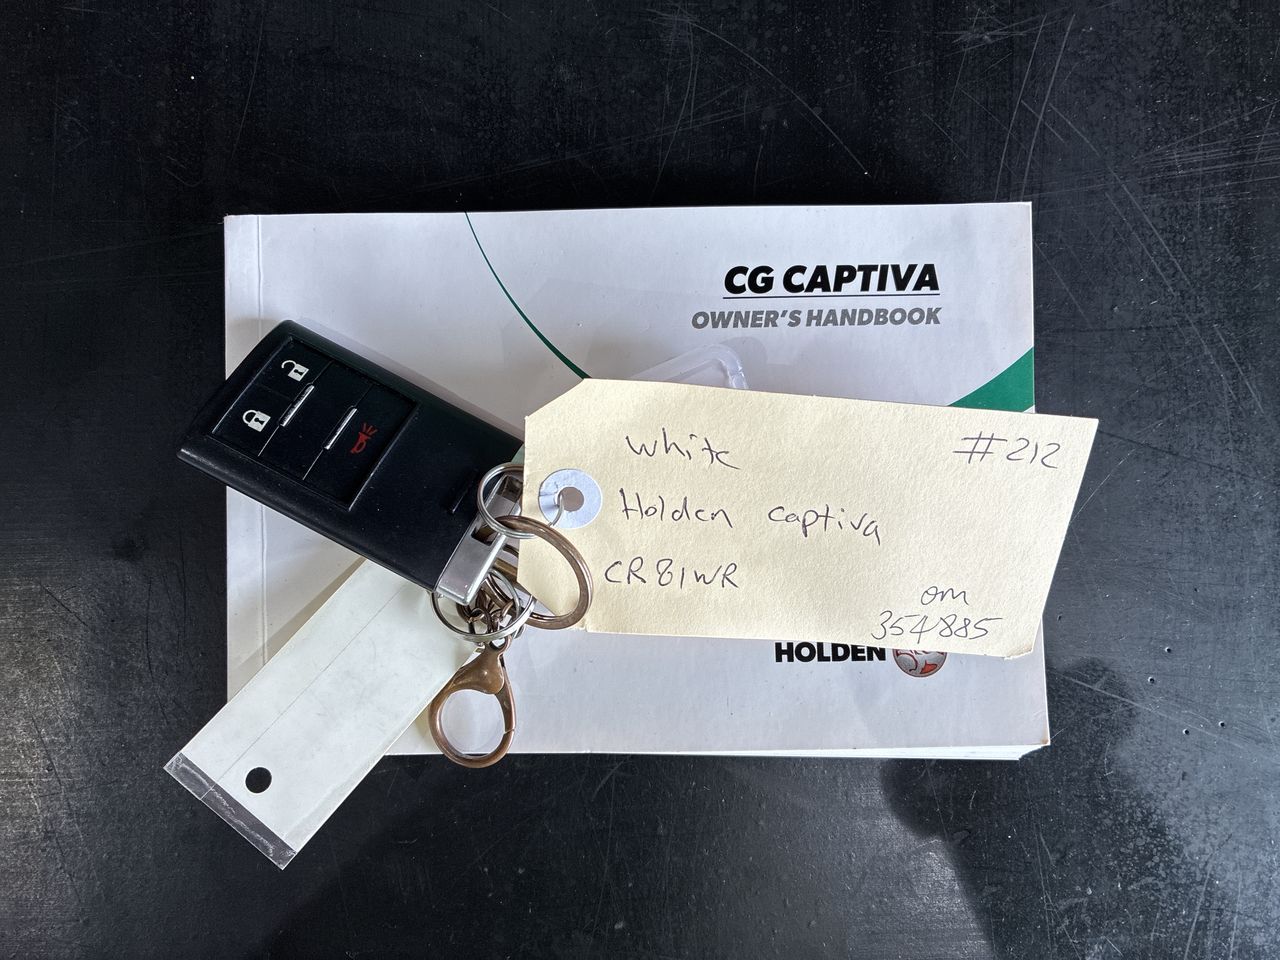 CG CAPTIVA
OWNER'S HANDBOOK
White
#212
Holden captiva
CR81WR
om
354885
HOLDEN